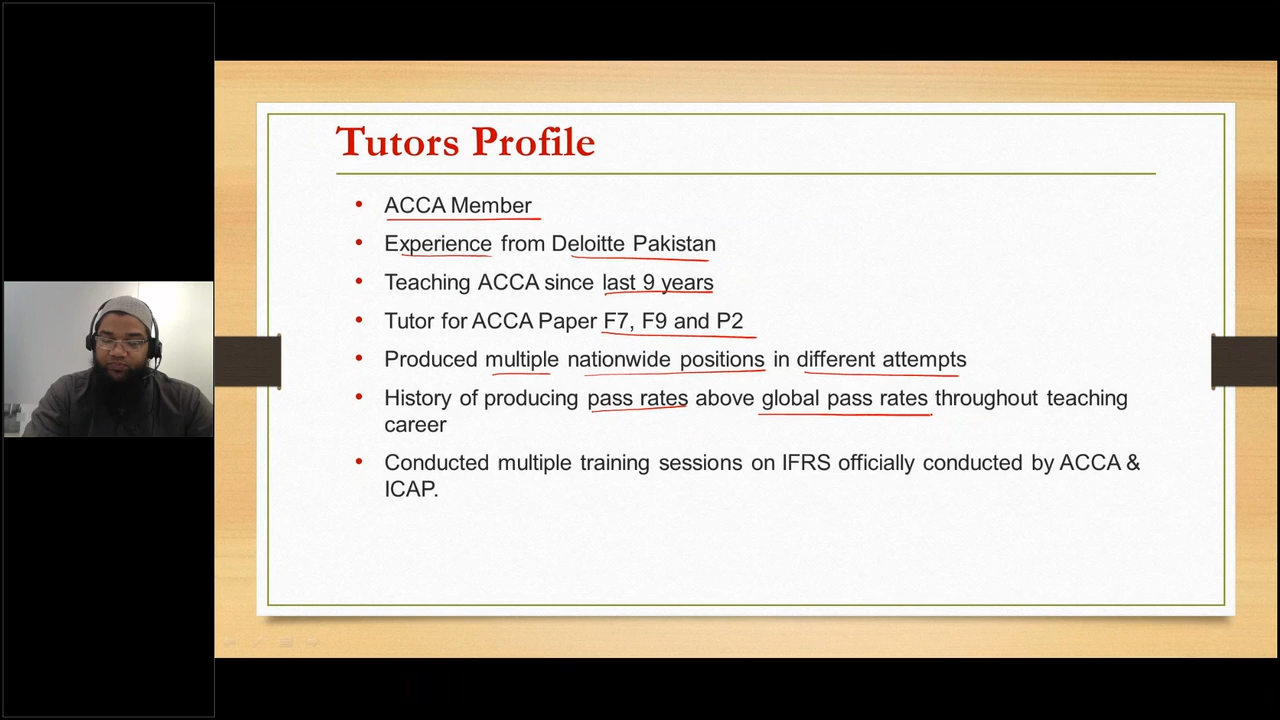 Tutors Profile
• ACCA Member
• Experience from Deloitte Pakistan
• Teaching ACCA since last 9 years
• Tutor for ACCA Paper F7, F9 and P2
• Produced multiple nationwide positions in different attempts
• History of producing pass rates above global pass rates throughout teaching
career
• Conducted multiple training sessions on IFRS officially conducted by ACCA &
ICAP.